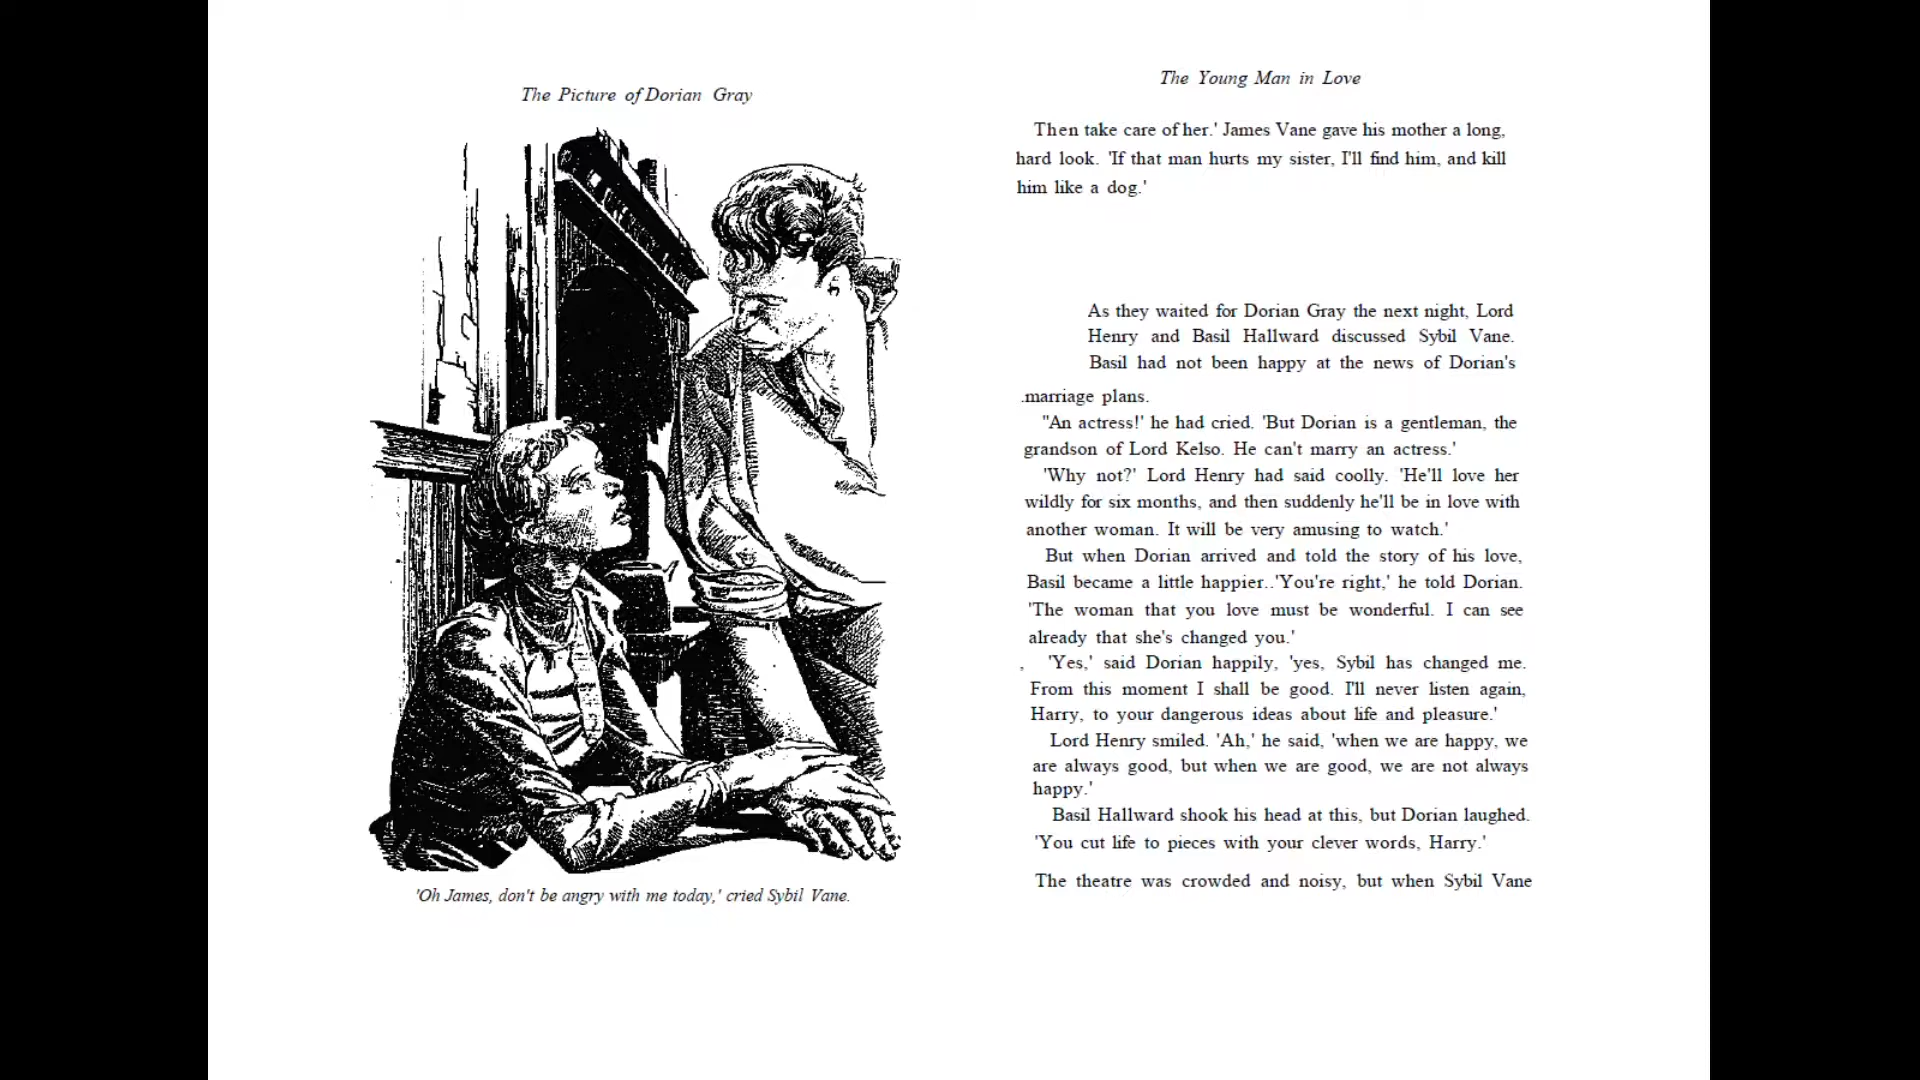 The Picture of Dorian Gray
'Oh James, don't be angry with me today,' cried Sybil Vane.
The Young Man in Love
Then take care of her.' James Vane gave his mother a long,
hard look. 'If that man hurts my sister, I'll find him, and kill
him like a dog.'
As they waited for Dorian Gray the next night, Lord
Henry and Basil Hallward discussed Sybil Vane.
Basil had not been happy at the news of Dorian's
.marriage plans.
"An actress!' he had cried. 'But Dorian is a gentleman, the
grandson of Lord Kelso. He can't marry an actress.'
'Why not?' Lord Henry had said coolly. 'He'll love her
wildly for six months, and then suddenly he'll be in love with
another woman. It will be very amusing to watch.'
But when Dorian arrived and told the story of his love,
Basil became a little happier..'You're right,' he told Dorian.
'The woman that you love must be wonderful. I can see
already that she's changed you.'
, 'Yes,' said Dorian happily, 'yes, Sybil has changed me.
From this moment I shall be good. I'll never listen again,
Harry, to your dangerous ideas about life and pleasure.'
Lord Henry smiled. 'Ah,' he said, 'when we are happy, we
are always good, but when we are good, we are not always
happy.'
Basil Hallward shook his head at this, but Dorian laughed.
'You cut life to pieces with your clever words, Harry.'
The theatre was crowded and noisy, but when Sybil Vane